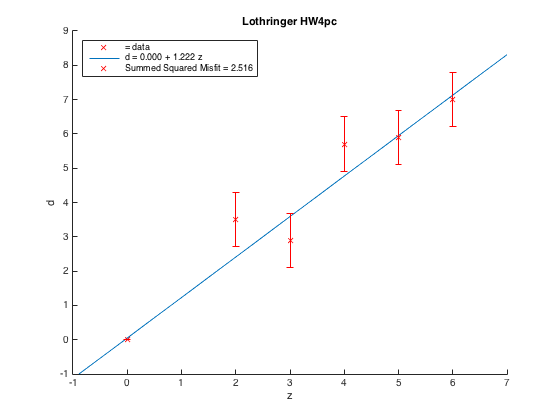 Lothringer HW4pc
= data
d = 0.000 + 1.222 z
Summed Squared Misfit = 2.516
9
8
7
6
5
4
3
2
1
0
-1
d
-1 0 1 2 3 4 5 6 7
z